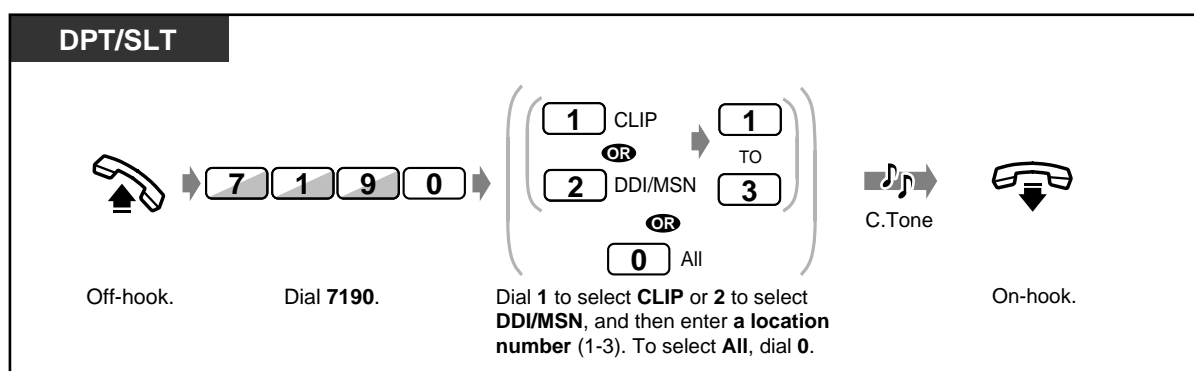 DPT/SLT
1 CLIP 1
OR TO
2 DDI/MSN 3
7 1 9 0
OR
C.Tone
0 All
Off-hook.
Dial 7190.
Dial 1 to select CLIP or 2 to select
DDI/MSN, and then enter a location
number (1-3). To select All, dial 0.
On-hook.